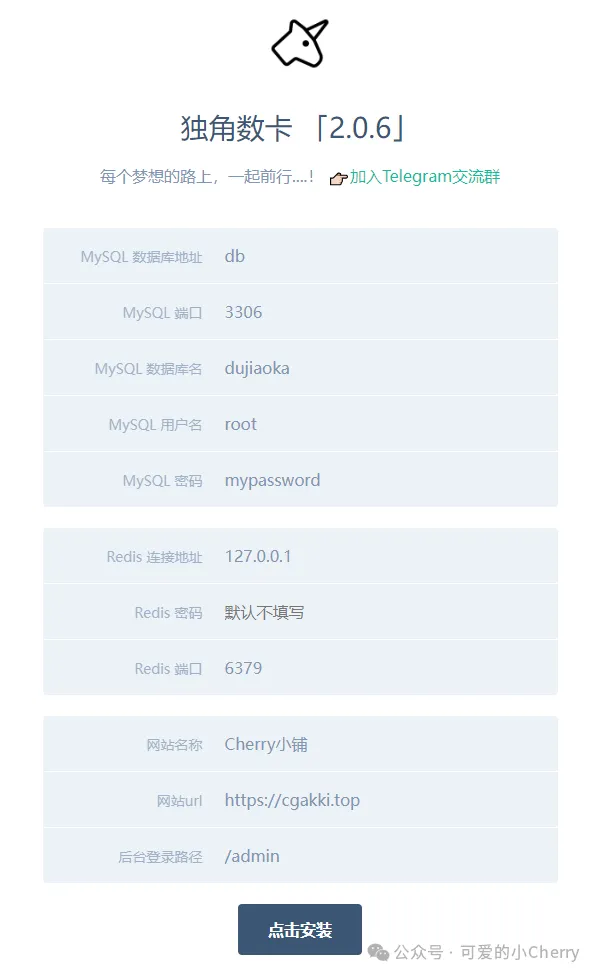 独角数卡 「2.0.6」
每个梦想的路上，一起前行....！ 👉加入Telegram交流群
MySQL 数据库地址 db
MySQL 端口 3306
MySQL 数据库名 dujiaoka
MySQL 用户名 root
MySQL 密码 mypassword
Redis 连接地址 127.0.0.1
Redis 密码 默认不填写
Redis 端口 6379
网站名称 Cherry小铺
网站url https://cgakki.top
后台登录路径 /admin
点击安装
公众号 · 可爱的小Cherry